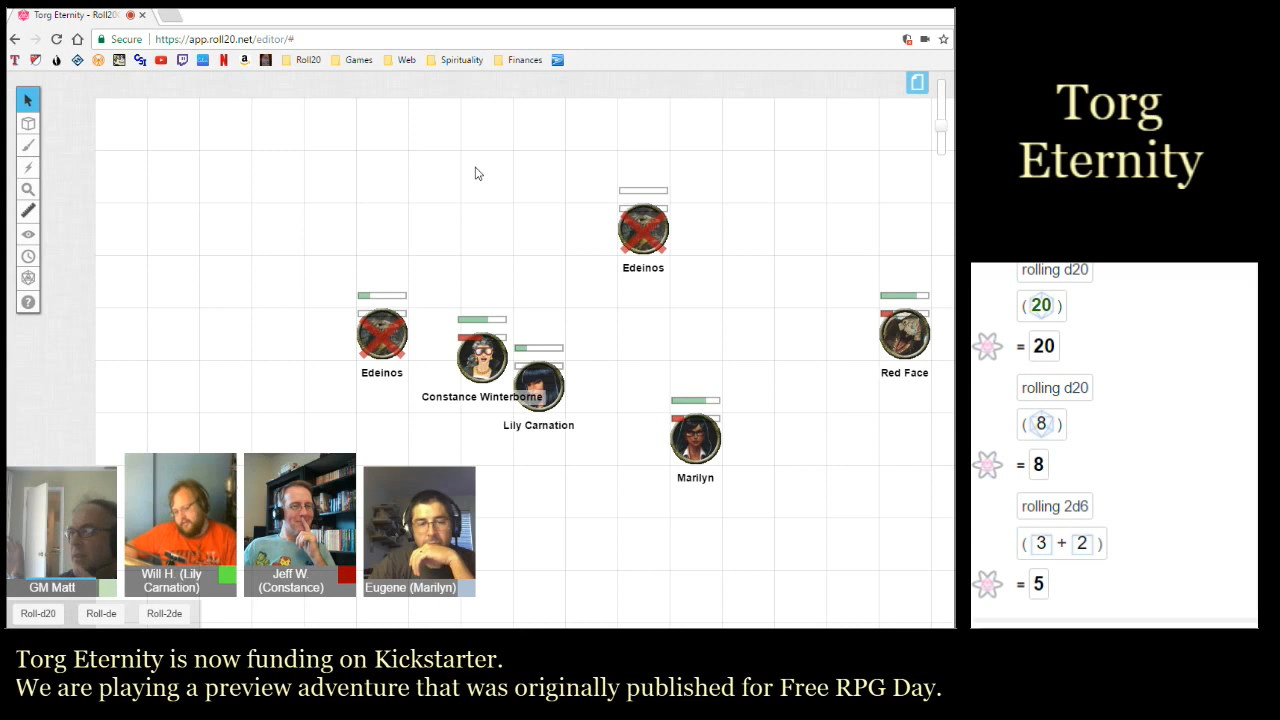 Torg Eternity - Roll20
Secure
https://app.roll20.net/editor/#
Roll20
Games
Web
Spirituality
Finances
Torg
Eternity
Edeinos
Edeinos
Red Face
Constance Winterborne
Lily Carnation
Marilyn
rolling d20
( 20 )
= 20
rolling d20
( 8 )
= 8
rolling 2d6
( 3 + 2 )
= 5
GM Matt
Will H. (Lily
Carnation)
Jeff W.
(Constance)
Eugene (Marilyn)
Roll-d20
Roll-de
Roll-2de
Torg Eternity is now funding on Kickstarter.
We are playing a preview adventure that was originally published for Free RPG Day.